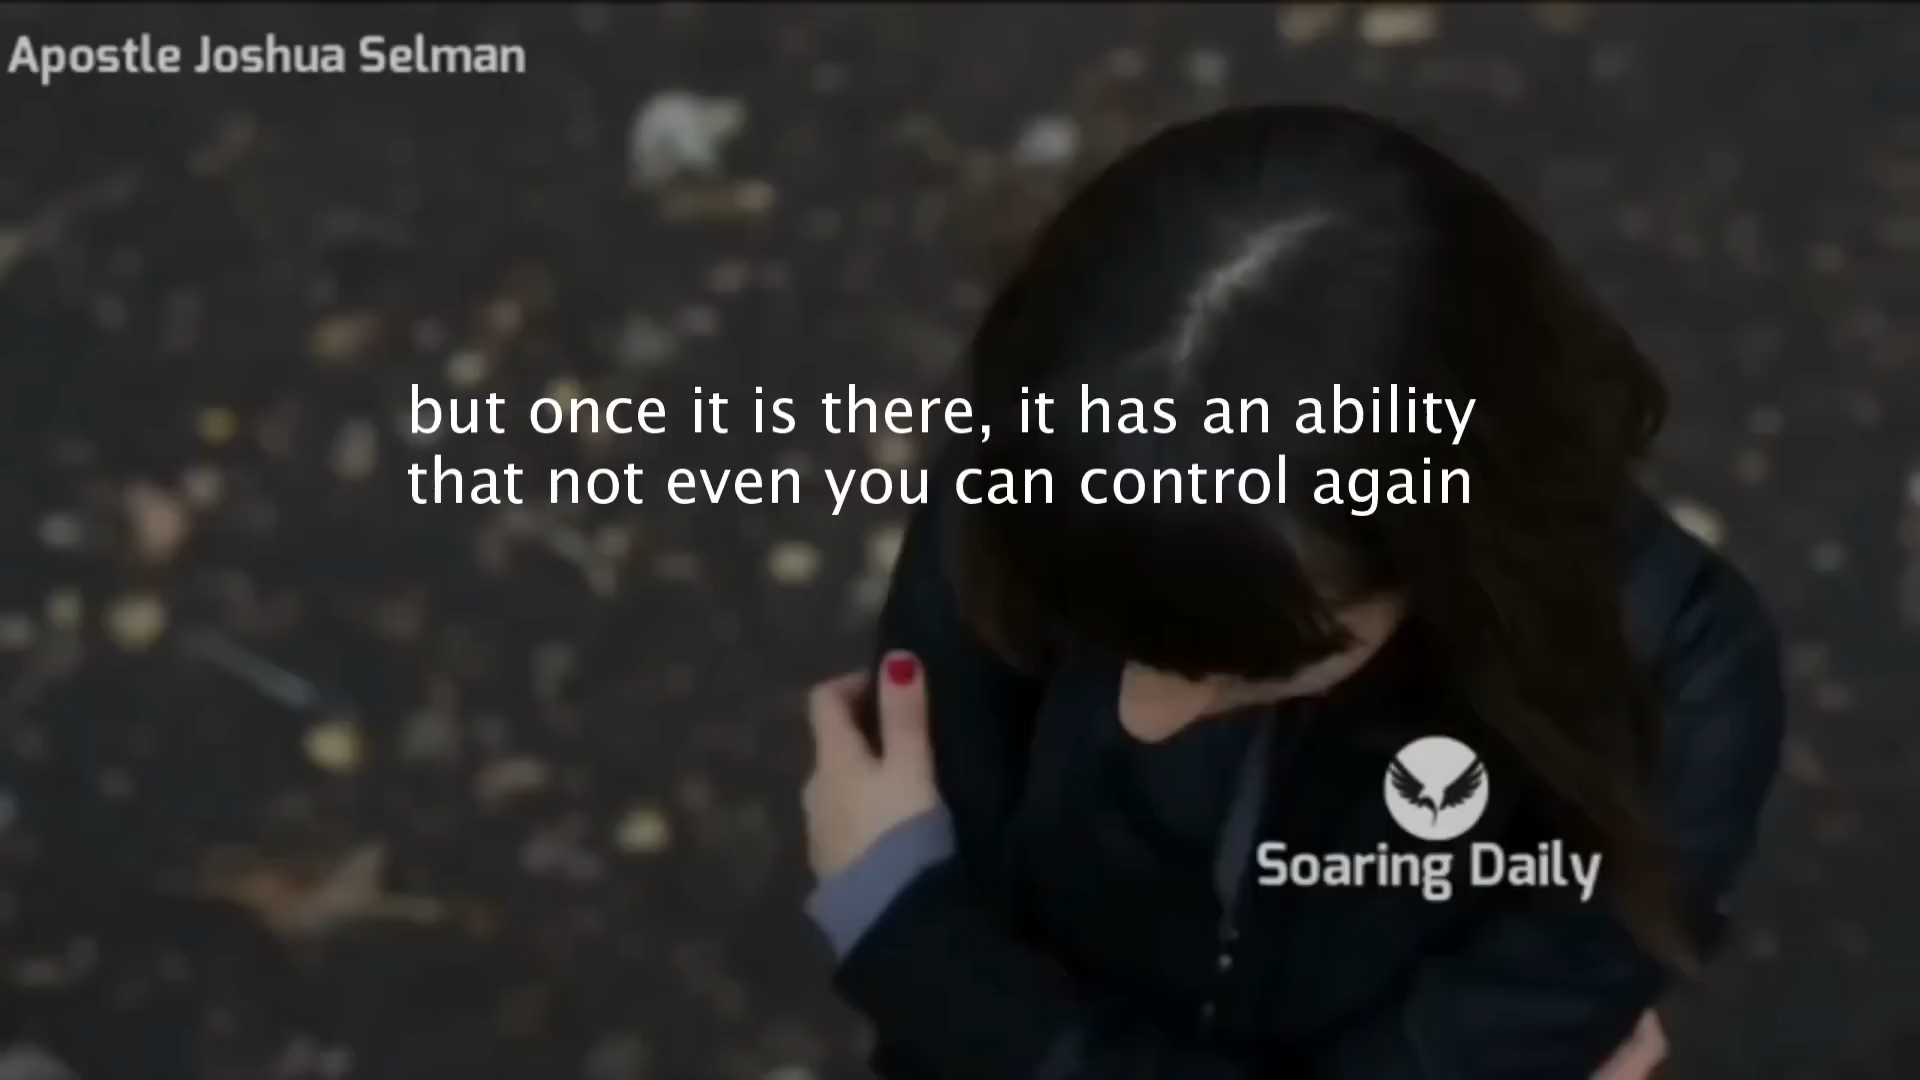 Apostle Joshua Selman
but once it is there, it has an ability
that not even you can control again
Soaring Daily